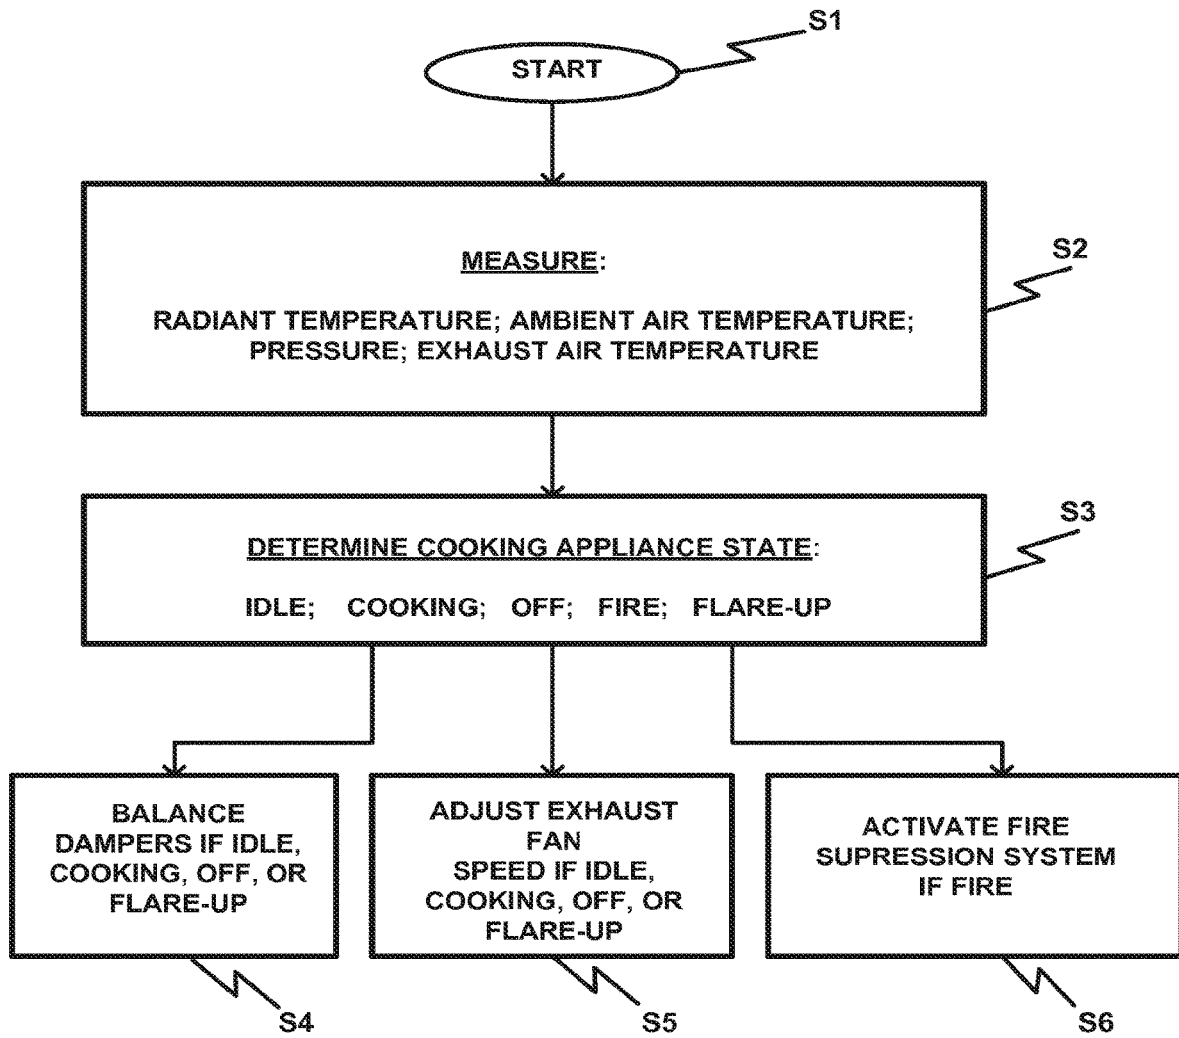 S1
START
S2
MEASURE:
RADIANT TEMPERATURE; AMBIENT AIR TEMPERATURE;
PRESSURE; EXHAUST AIR TEMPERATURE
S3
DETERMINE COOKING APPLIANCE STATE:
IDLE; COOKING; OFF; FIRE; FLARE-UP
BALANCE
DAMPERS IF IDLE,
COOKING, OFF, OR
FLARE-UP
ADJUST EXHAUST
FAN
SPEED IF IDLE,
COOKING, OFF, OR
FLARE-UP
ACTIVATE FIRE
SUPRESSION SYSTEM
IF FIRE
S4
S5
S6